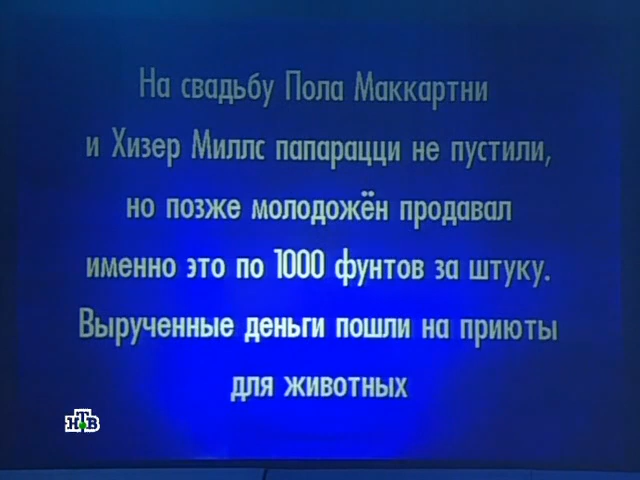 На свадьбу Пола Маккартни
и Хизер Миллс папарацци не пустили,
но позже молодожён продавал
именно это по 1000 фунтов за штуку.
Вырученные деньги пошли на приюты
для животных
НТВ